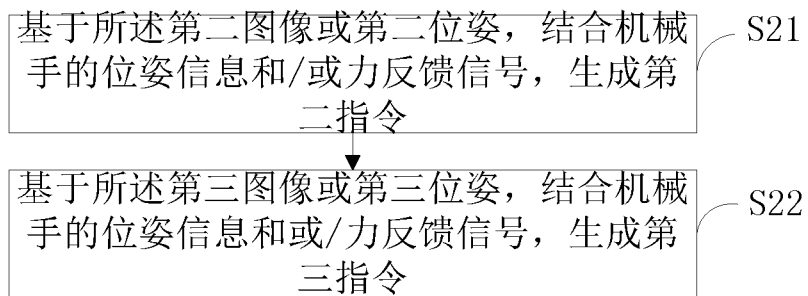 基于所述第二图像或第二位姿，结合机械
手的位姿信息和/或力反馈信号，生成第
二指令
S21
基于所述第三图像或第三位姿，结合机械
手的位姿信息和或/力反馈信号，生成第
三指令
S22